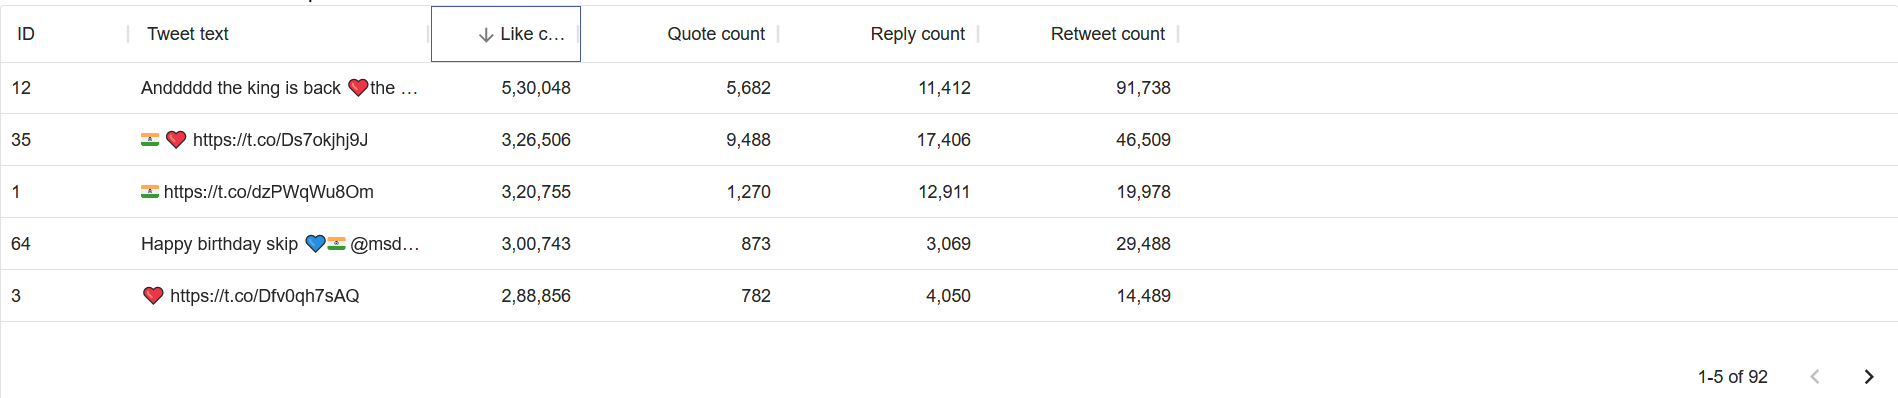 ID Tweet text Like c... Quote count Reply count Retweet count
12 Anddddd the king is back ❤️the ... 5,30,048 5,682 11,412 91,738
35 🇮🇳 ❤️ https://t.co/Ds7okjhj9J 3,26,506 9,488 17,406 46,509
1 🇮🇳 https://t.co/dzPWqWu8Om 3,20,755 1,270 12,911 19,978
64 Happy birthday skip 💙🇮🇳 @msd... 3,00,743 873 3,069 29,488
3 ❤️ https://t.co/Dfv0qh7sAQ 2,88,856 782 4,050 14,489
1-5 of 92